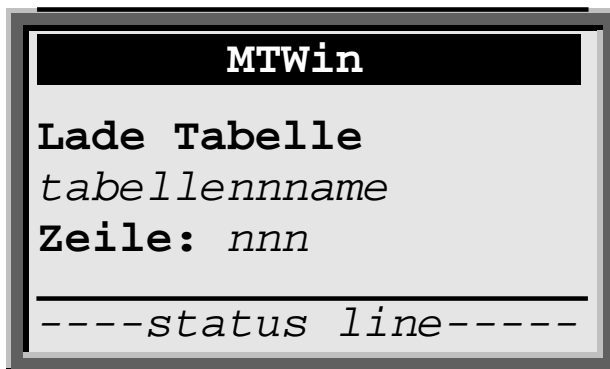 MTWin
Lade Tabelle
tabellennname
Zeile: nnn
----status line-----